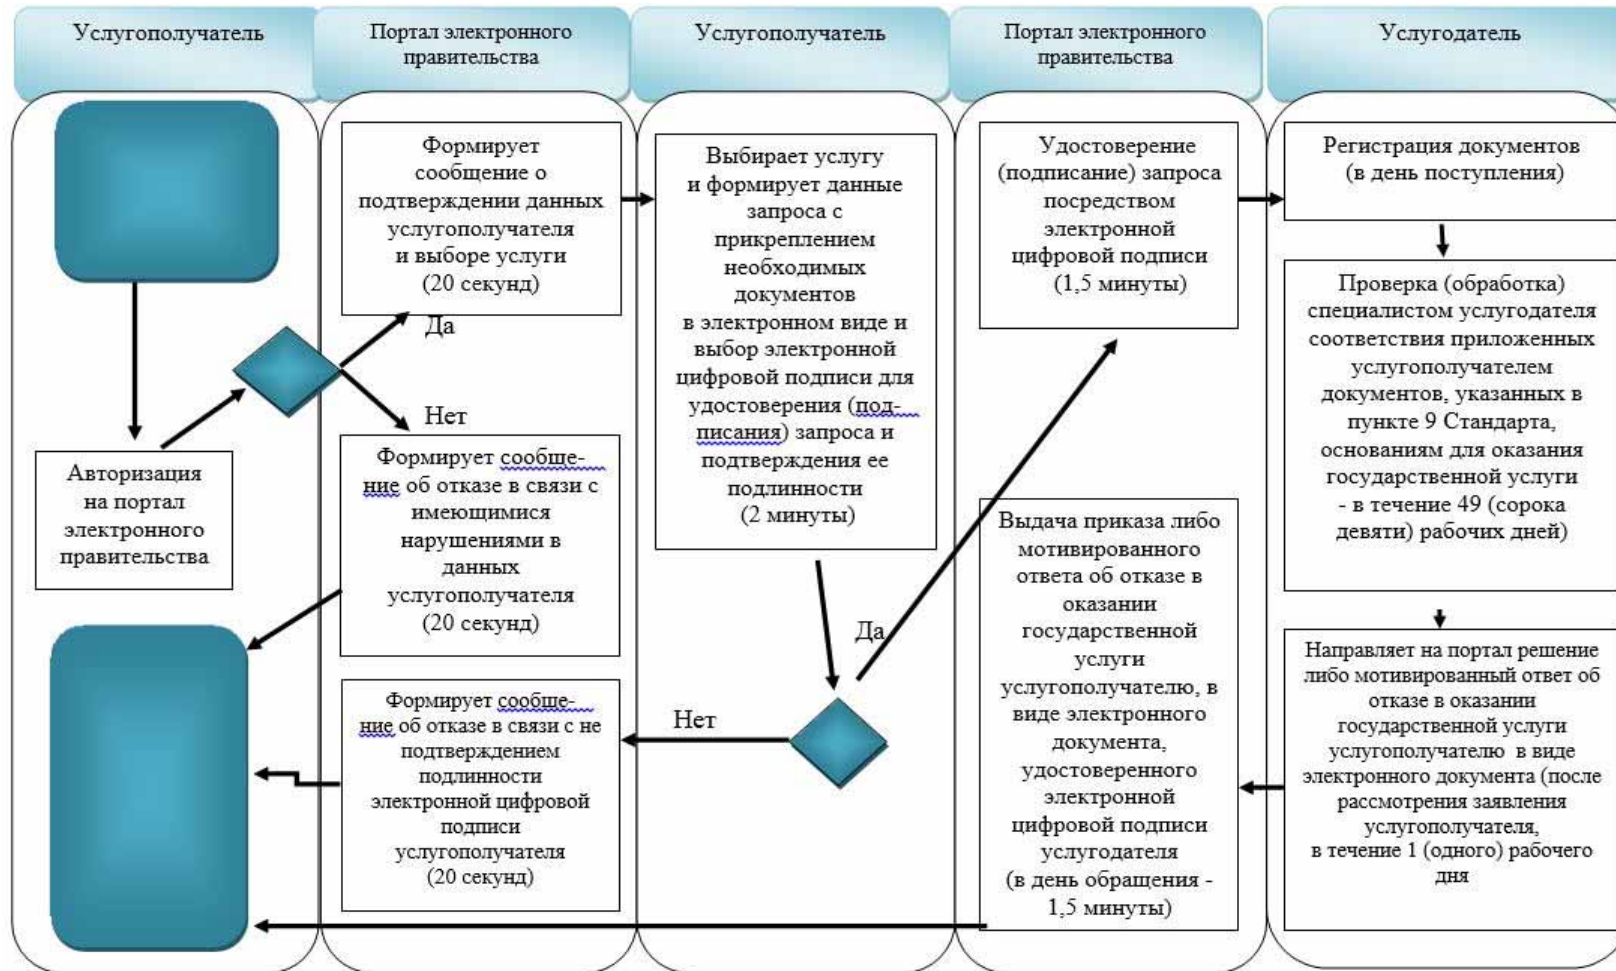 Услугополучатель
Портал электронного
правительства
Услугополучатель
Портал электронного
правительства
Услугодатель
Авторизация
на портал
электронного
правительства
Формирует
сообщение о
подтверждении данных
услугополучателя
и выборе услуги
(20 секунд)
Да
Нет
Формирует сообще-
ние об отказе в связи с
имеющимися
нарушениями в
данных
услугополучателя
(20 секунд)
Формирует сообще-
ние об отказе в связи с не
подтверждением
подлинности
электронной цифровой
подписи
услугополучателя
(20 секунд)
Выбирает услугу
и формирует данные
запроса с
прикреплением
необходимых
документов
в электронном виде и
выбор электронной
цифровой подписи для
удостоверения (под-
писания) запроса и
подтверждения ее
подлинности
(2 минуты)
Да
Нет
Удостоверение
(подписание) запроса
посредством
электронной
цифровой подписи
(1,5 минуты)
Выдача приказа либо
мотивированного
ответа об отказе в
оказании
государственной
услуги
услугополучателю, в
виде электронного
документа,
удостоверенного
электронной
цифровой подписи
услугодателя
(в день обращения -
1,5 минуты)
Регистрация документов
(в день поступления)
Проверка (обработка)
специалистом услугодателя
соответствия приложенных
услугополучателем
документов, указанных в
пункте 9 Стандарта,
основаниям для оказания
государственной услуги
- в течение 49 (сорока
девяти) рабочих дней)
Направляет на портал решение
либо мотивированный ответ об
отказе в оказании
государственной услуги
услугополучателю в виде
электронного документа (после
рассмотрения заявления
услугополучателя,
в течение 1 (одного) рабочего
дня